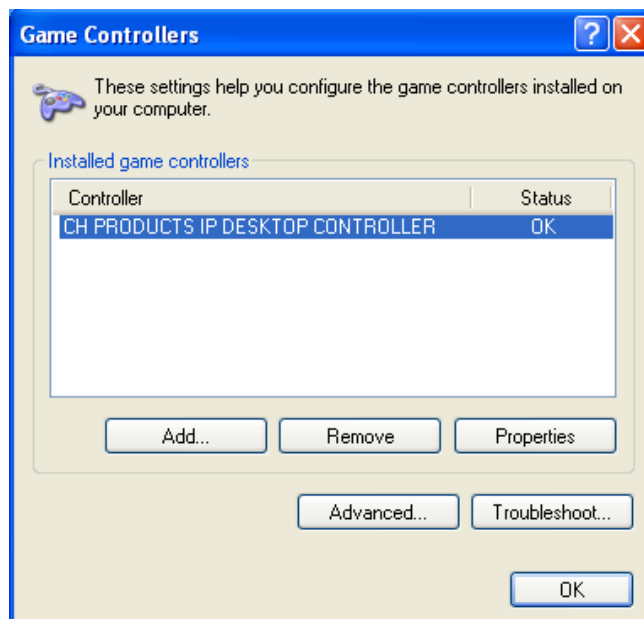 Game Controllers
These settings help you configure the game controllers installed on
your computer.
Installed game controllers
Controller Status
CH PRODUCTS IP DESKTOP CONTROLLER OK
Add... Remove Properties
Advanced... Troubleshoot...
OK